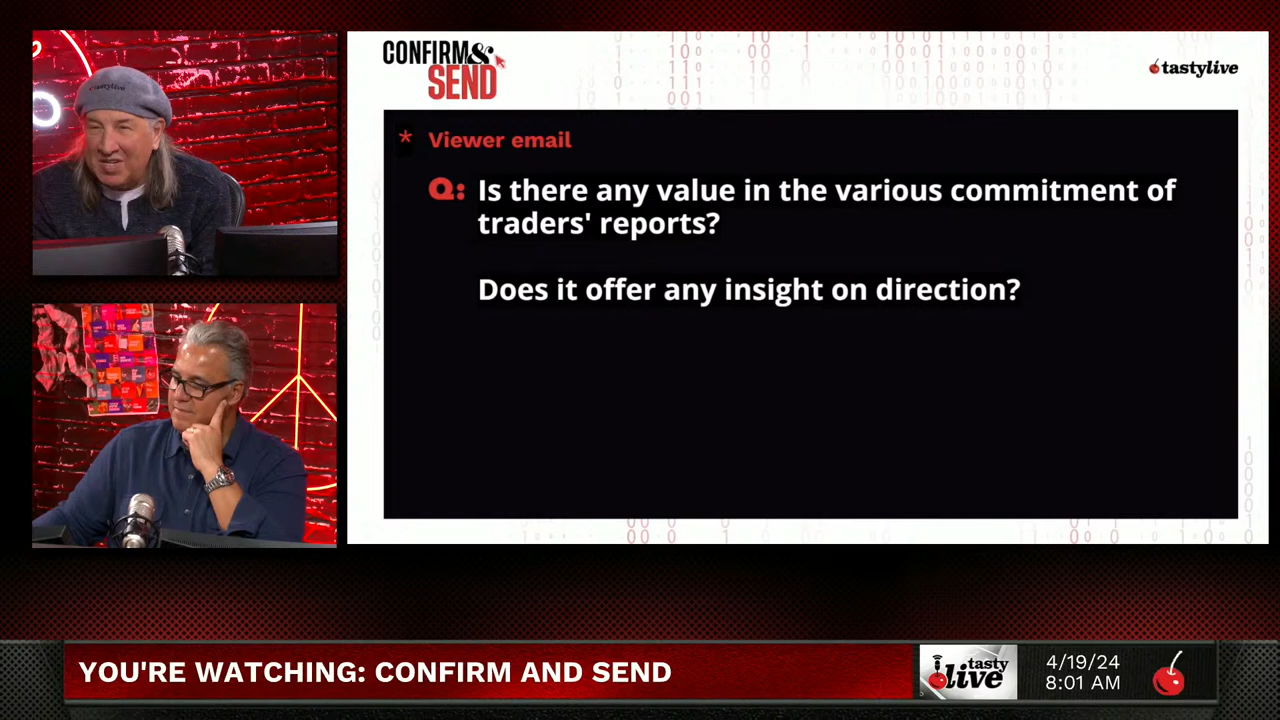 tastylive
CONFIRM&
SEND
tastylive
* Viewer email
Q: Is there any value in the various commitment of
traders' reports?
Does it offer any insight on direction?
YOU'RE WATCHING: CONFIRM AND SEND
tasty
live
4/19/24
8:01 AM